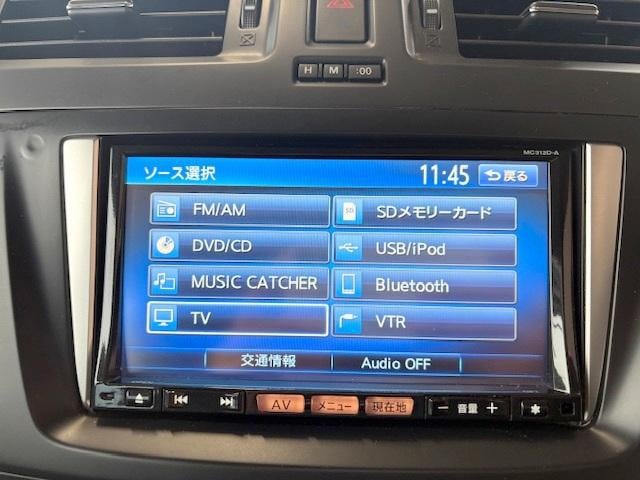 H M :00
MC312D-A
ソース選択 11:45 戻る
FM/AM SDメモリーカード
DVD/CD USB/iPod
MUSIC CATCHER Bluetooth
TV VTR
交通情報 Audio OFF
AV メニュー 現在地 − 音量 +